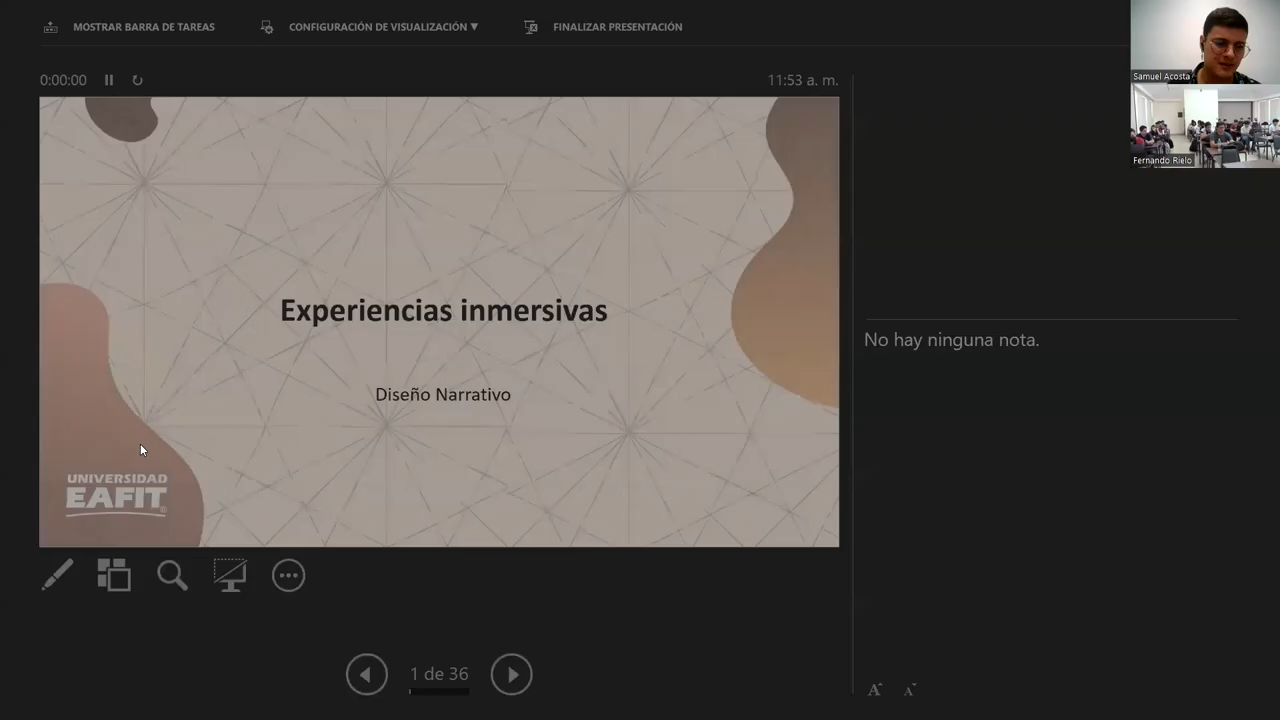 MOSTRAR BARRA DE TAREAS
CONFIGURACIÓN DE VISUALIZACIÓN ▼
FINALIZAR PRESENTACIÓN
Samuel Acosta
0:00:00
11:53 a. m.
Fernando Rielo
Experiencias inmersivas
Diseño Narrativo
No hay ninguna nota.
UNIVERSIDAD
EAFIT®
1 de 36
A A